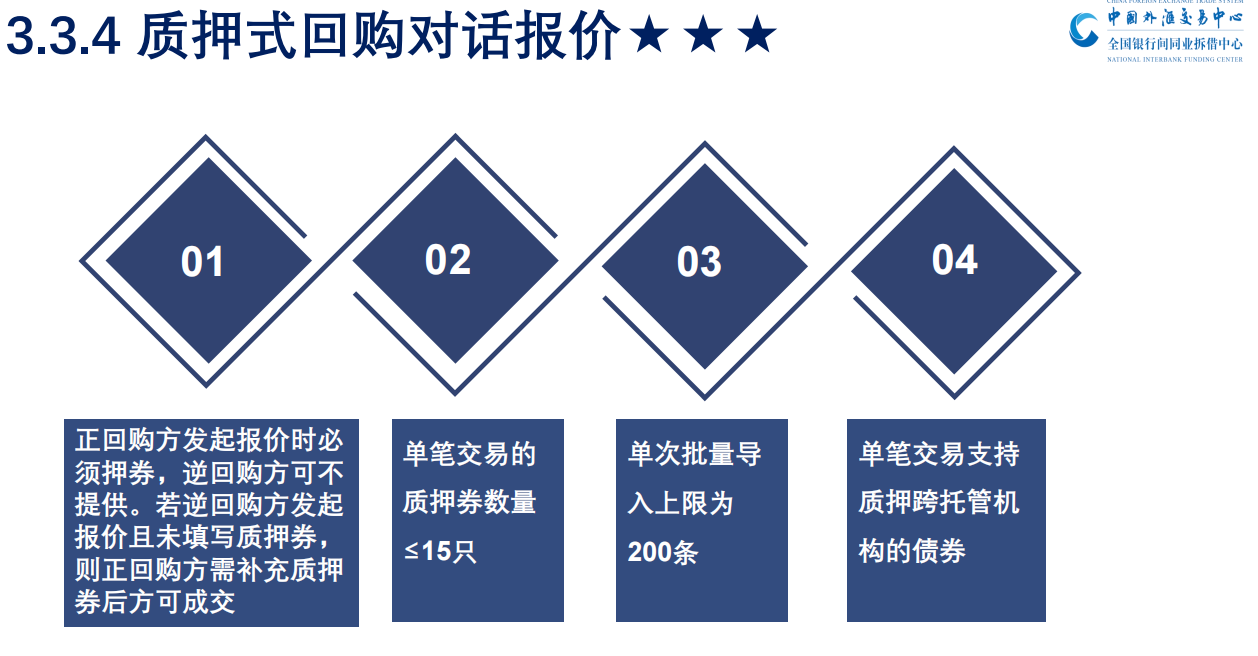 3.3.4 质押式回购对话报价★★★
CHINA FOREIGN EXCHANGE TRADE SYSTEM
中国外汇交易中心
全国银行间同业拆借中心
NATIONAL INTERBANK FUNDING CENTER
01
02
03
04
正回购方发起报价时必
须押券，逆回购方可不
提供。若逆回购方发起
报价且未填写质押券，
则正回购方需补充质押
券后方可成交
单笔交易的
质押券数量
≤15只
单次批量导
入上限为
200条
单笔交易支持
质押跨托管机
构的债券